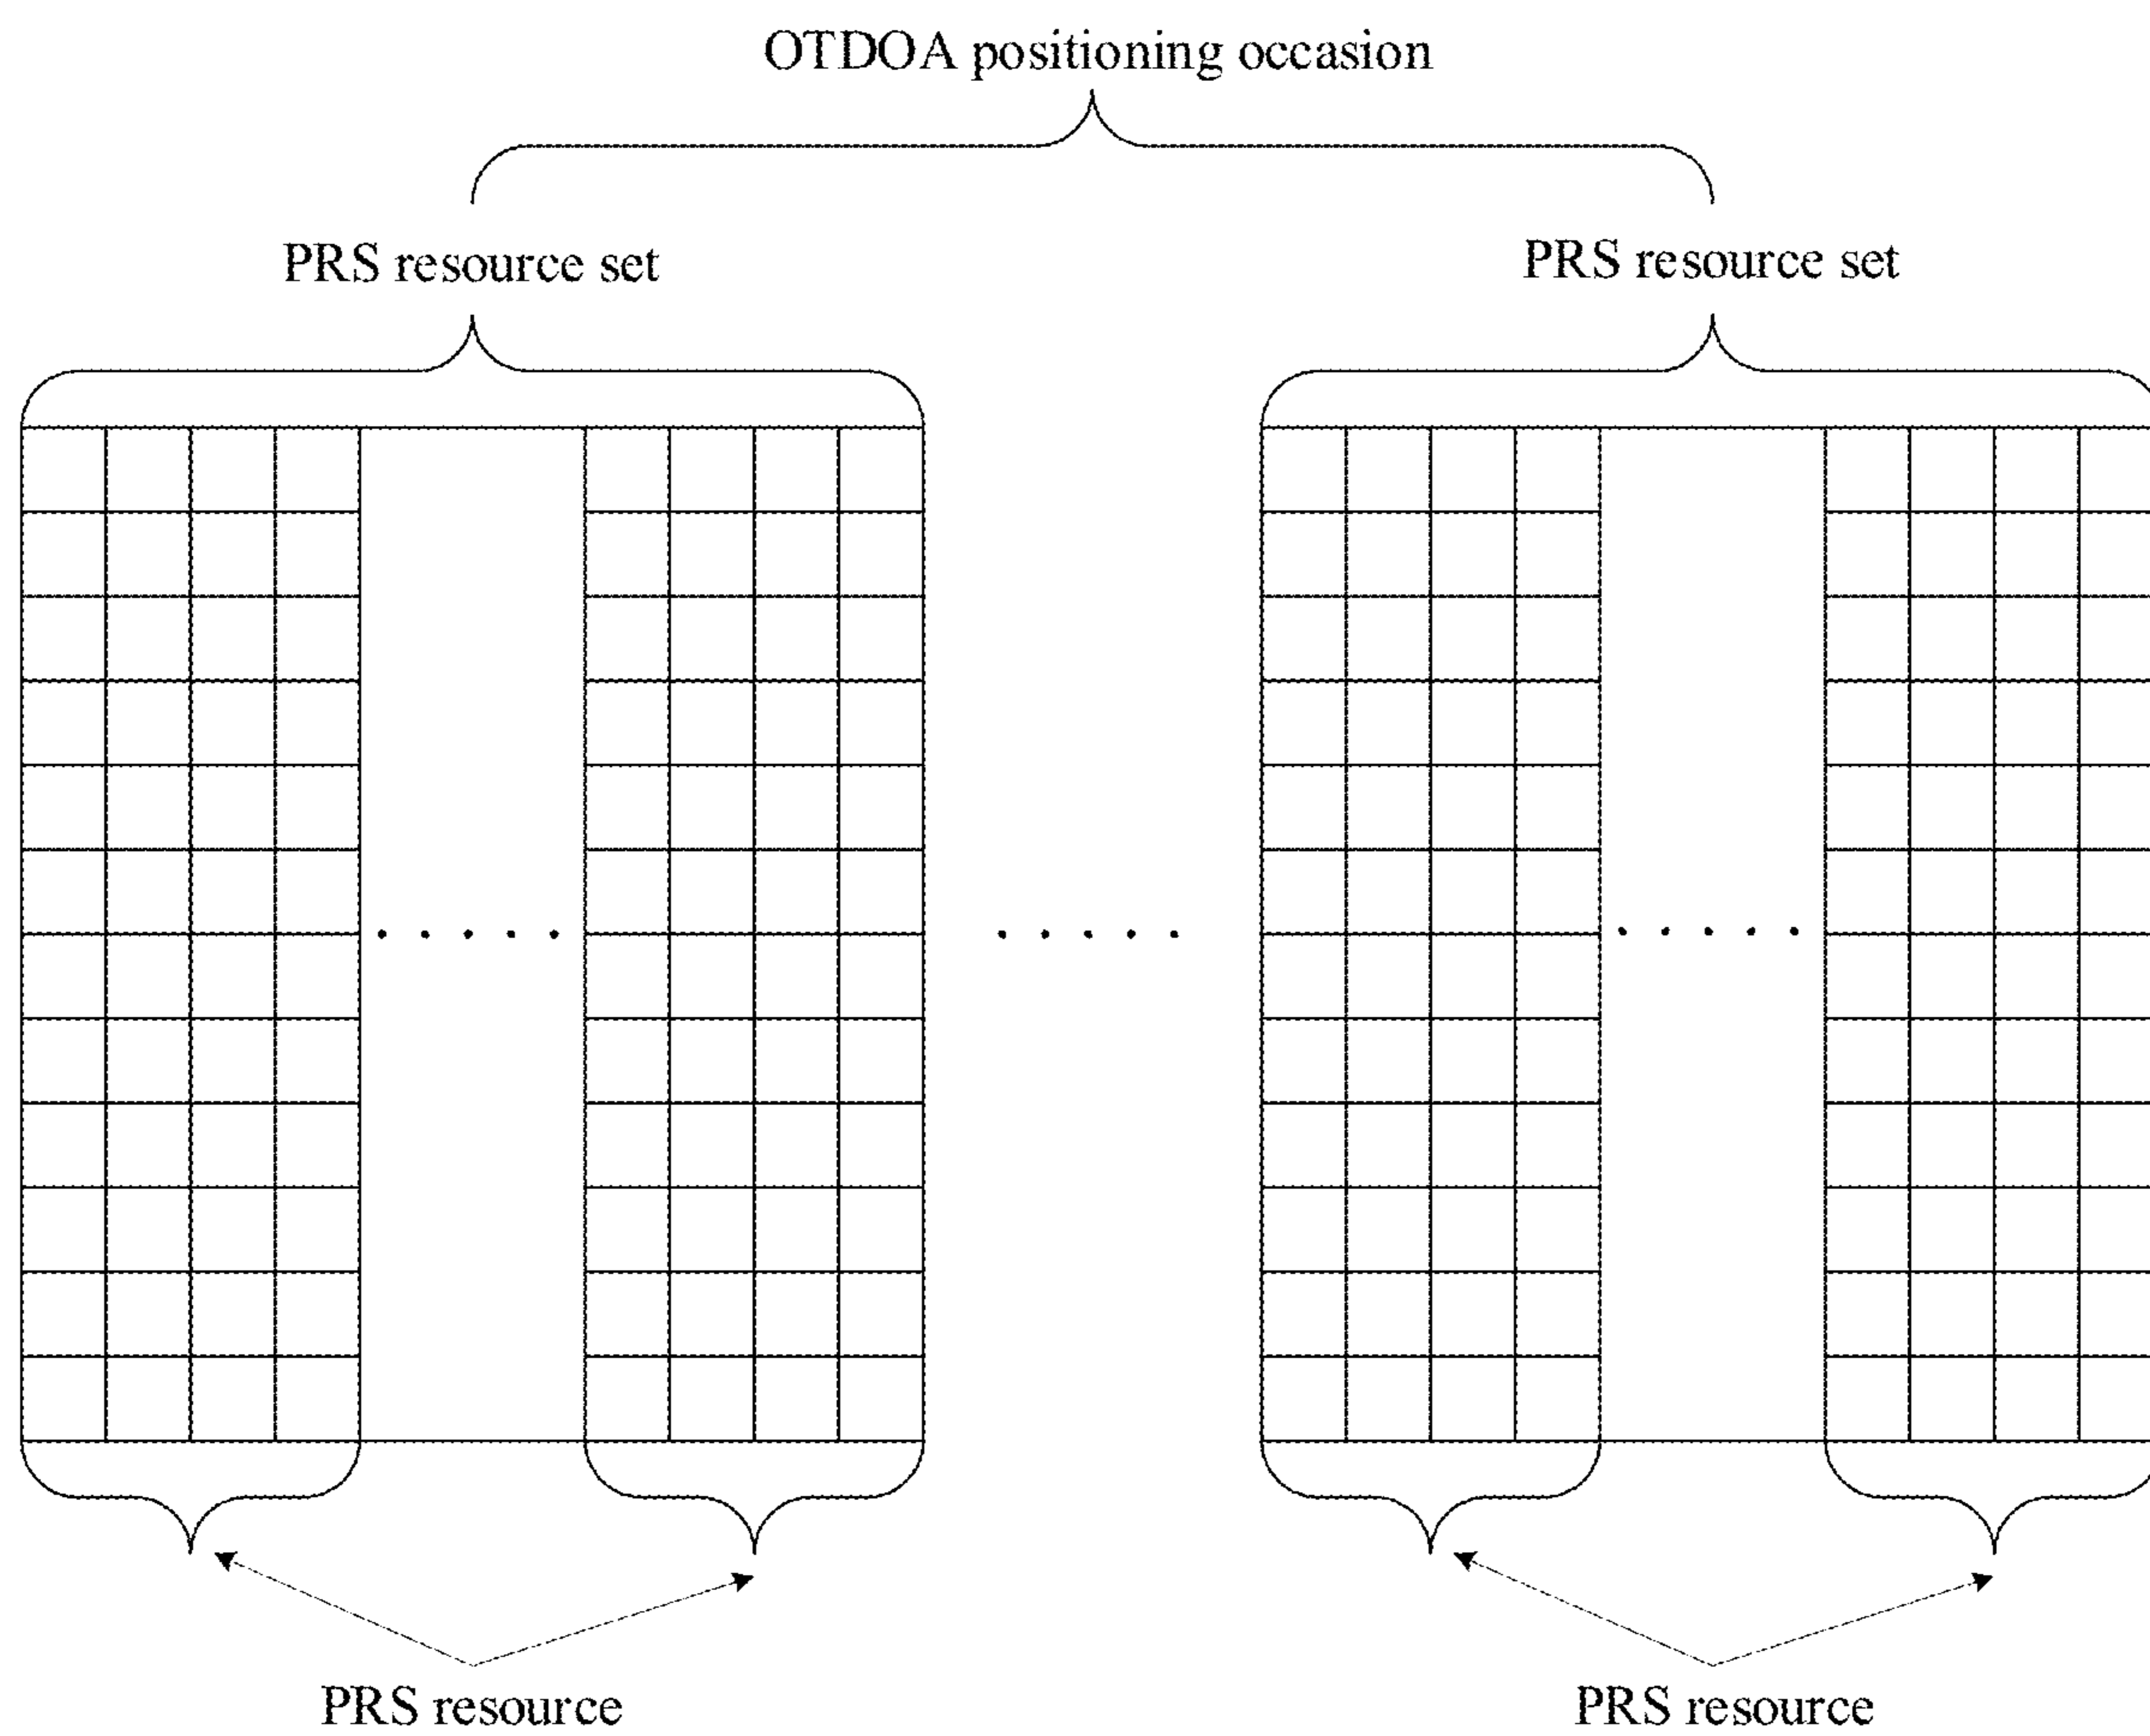 OTDOA positioning occasion
PRS resource set
PRS resource set
PRS resource
PRS resource